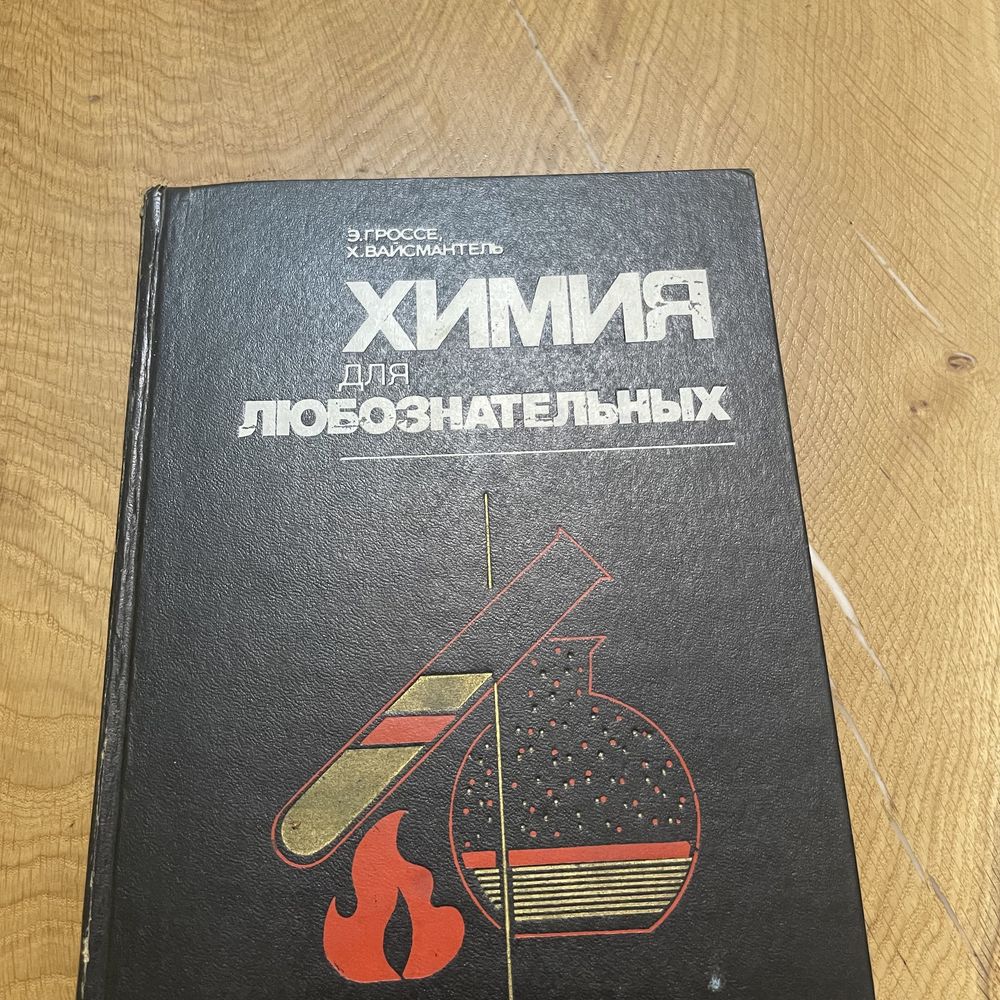 Э.ГРОССЕ,
Х.ВАЙСМАНТЕЛЬ
ХИМИЯ
ДЛЯ
ЛЮБОЗНАТЕЛЬНЫХ